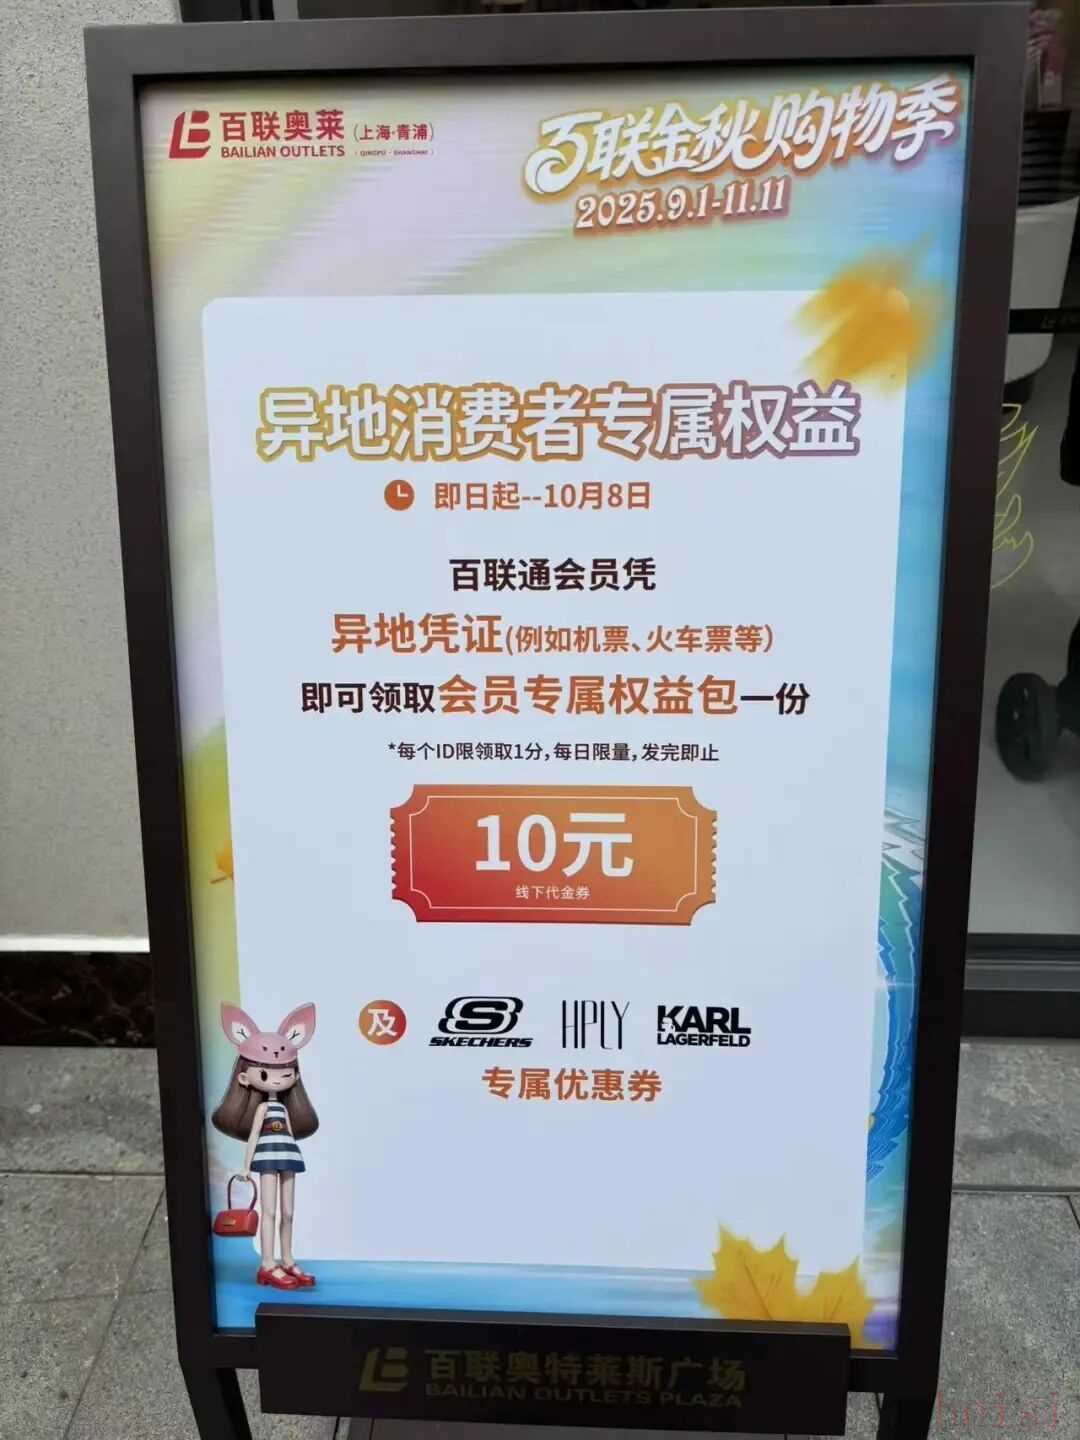 百联奥莱（上海·青浦）
BAILIAN OUTLETS （QINGPU · SHANGHAI）
百联金秋购物季
2025.9.1-11.11
异地消费者专属权益
即日起--10月8日
百联通会员凭
异地凭证(例如机票、火车票等)
即可领取会员专属权益包一份
*每个ID限领取1分,每日限量,发完即止
10元
线下代金券
及 SKECHERS HPLY KARL LAGERFELD
专属优惠券
百联奥特莱斯广场
BAILIAN OUTLETS PLAZA